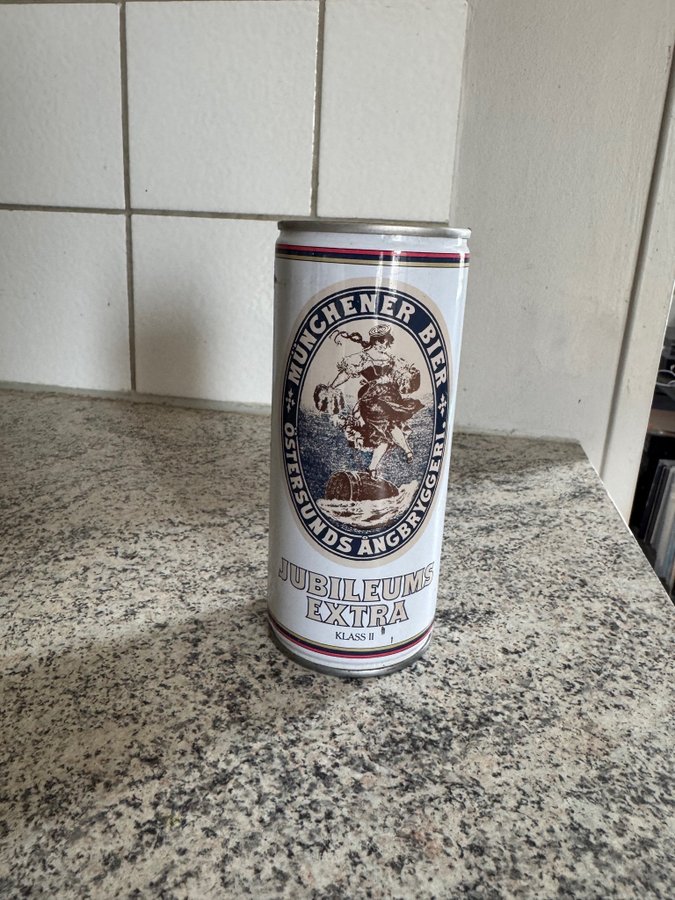 MÜNCHENER BIER
ÖSTERSUNDS ÅNGBRYGGERI
JUBILEUMS
EXTRA
KLASS II